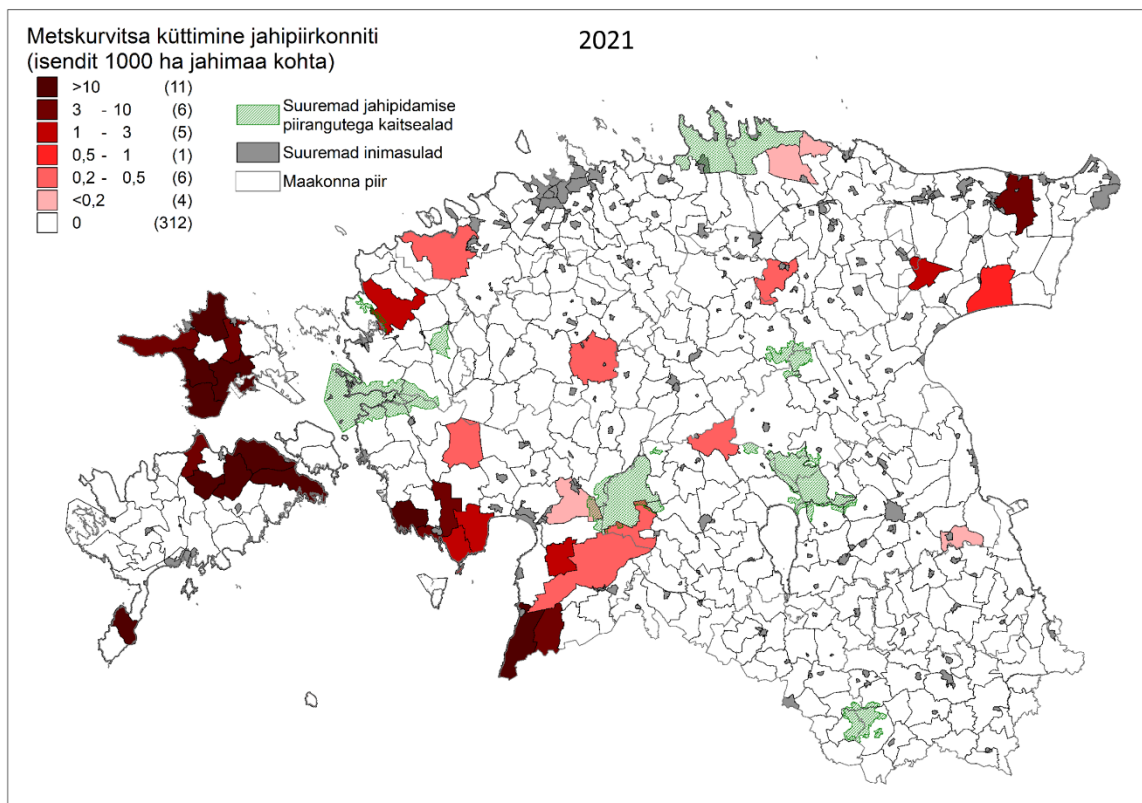 Metskurvitsa küttimine jahipiirkonniti
(isendit 1000 ha jahimaa kohta)
2021
>10 (11)
3 - 10 (6)
1 - 3 (5)
0,5 - 1 (1)
0,2 - 0,5 (6)
<0,2 (4)
0 (312)
Suuremad jahipidamise
piirangutega kaitsealad
Suuremad inimasulad
Maakonna piir